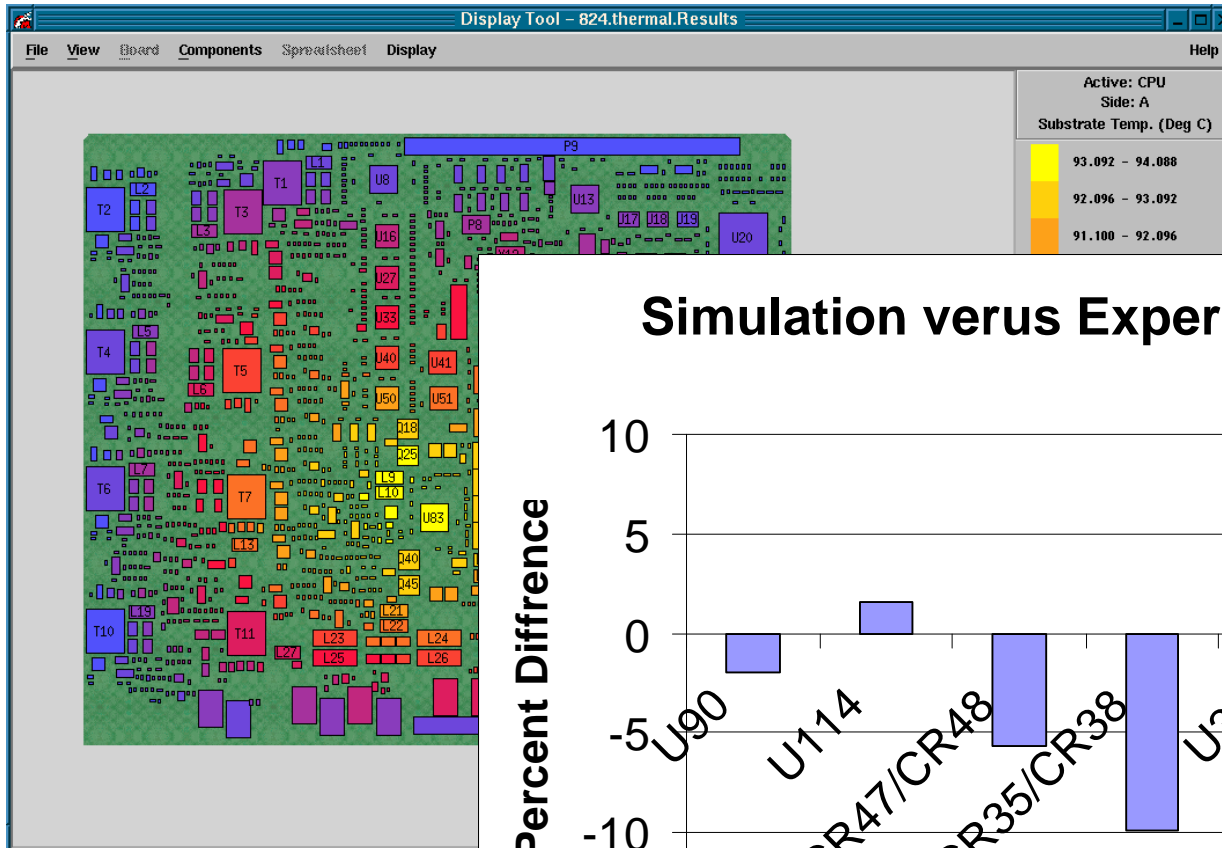 Display Tool – 824.thermal.Results
File View Board Components Spreadsheet Display Help
Active: CPU
Side: A
Substrate Temp. (Deg C)
93.092 - 94.088
92.096 - 93.092
91.100 - 92.096
P9
L1
T1
U8
L2
T2
T3
U13
L3
P8
U17 U18 U19
U16
U20
U27
U33
L5
T4
T5
U40
U41
L6
U50
U51
Q18
Q25
L7
T6
T7
L9
L10
U83
L13
Q40
Q45
L19
L21
L22
T10
T11
L23
L24
L27
L25
L26
Simulation verus Exper
Percent Diffrence
10
5
0
-5
-10
U90
U114
CR47/CR48
CR35/CR38